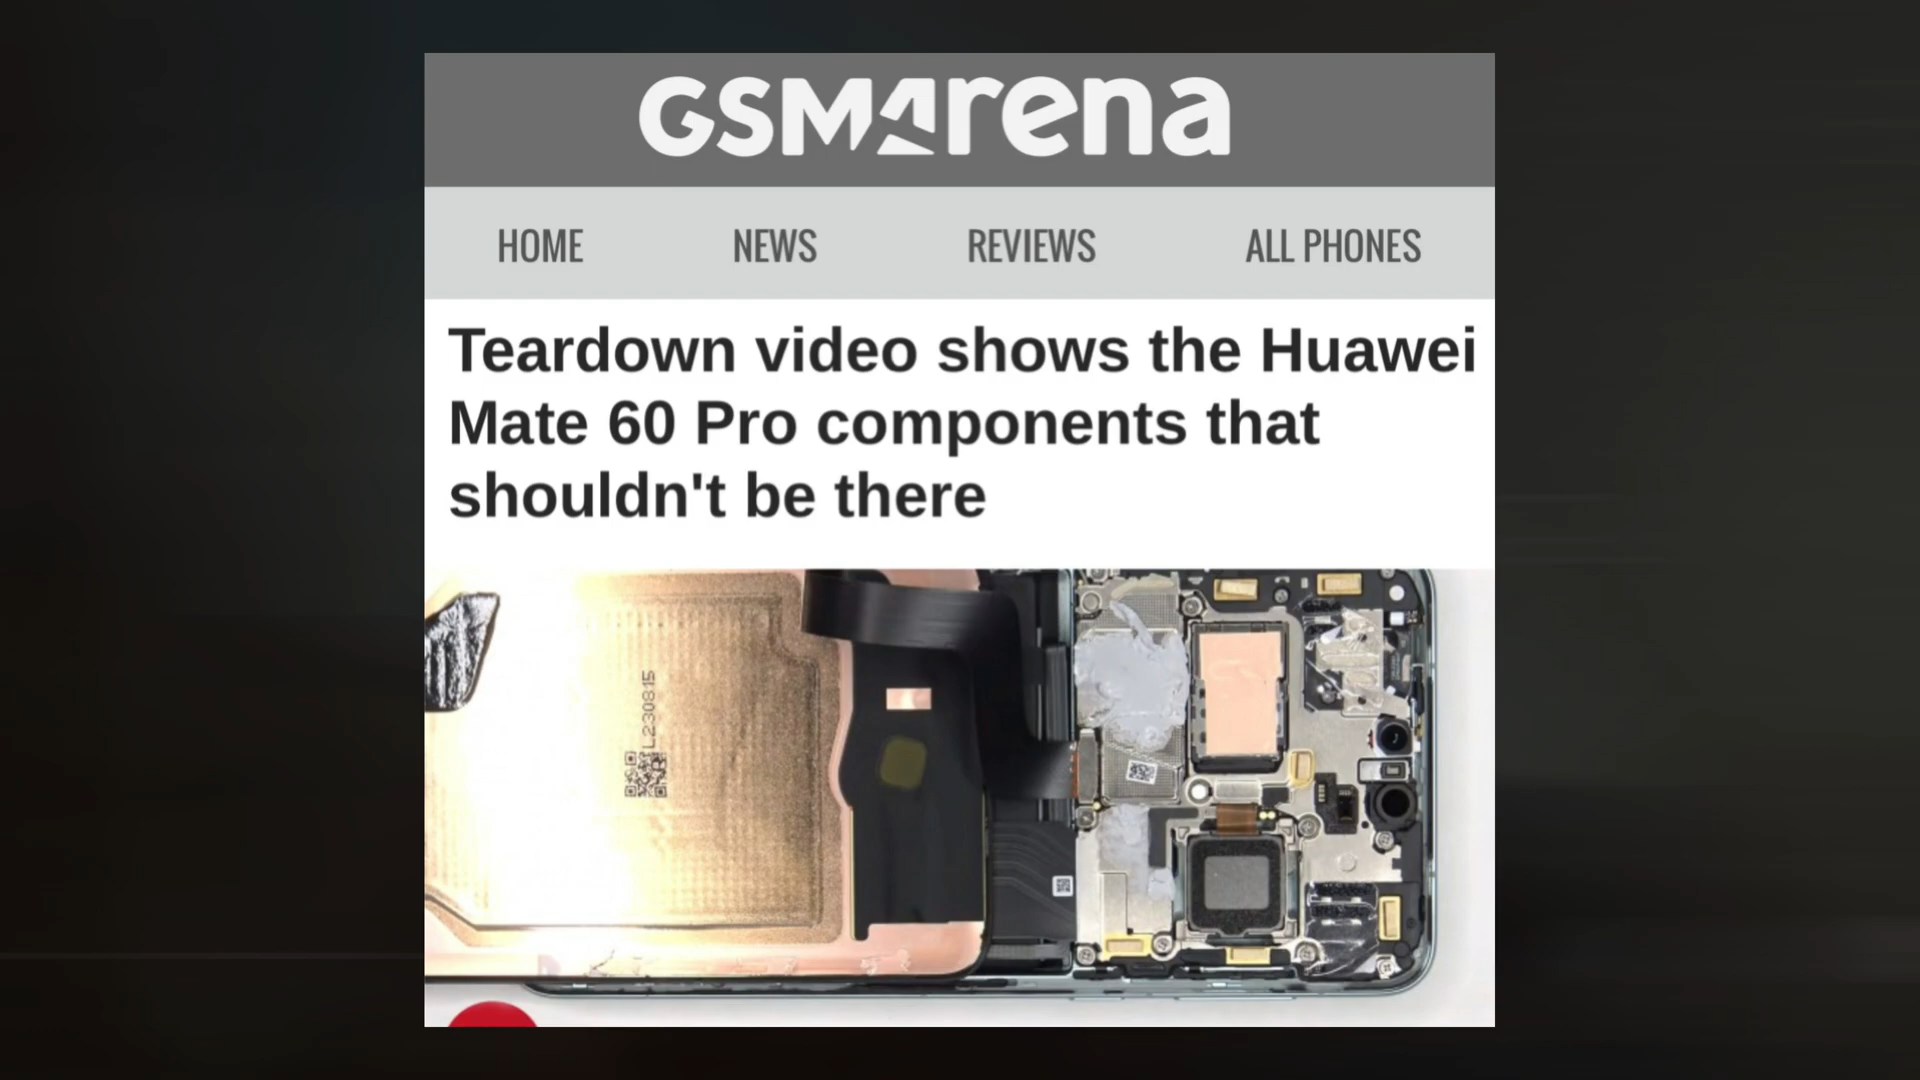 GSMArena
HOME NEWS REVIEWS ALL PHONES
Teardown video shows the Huawei
Mate 60 Pro components that
shouldn't be there
L230815